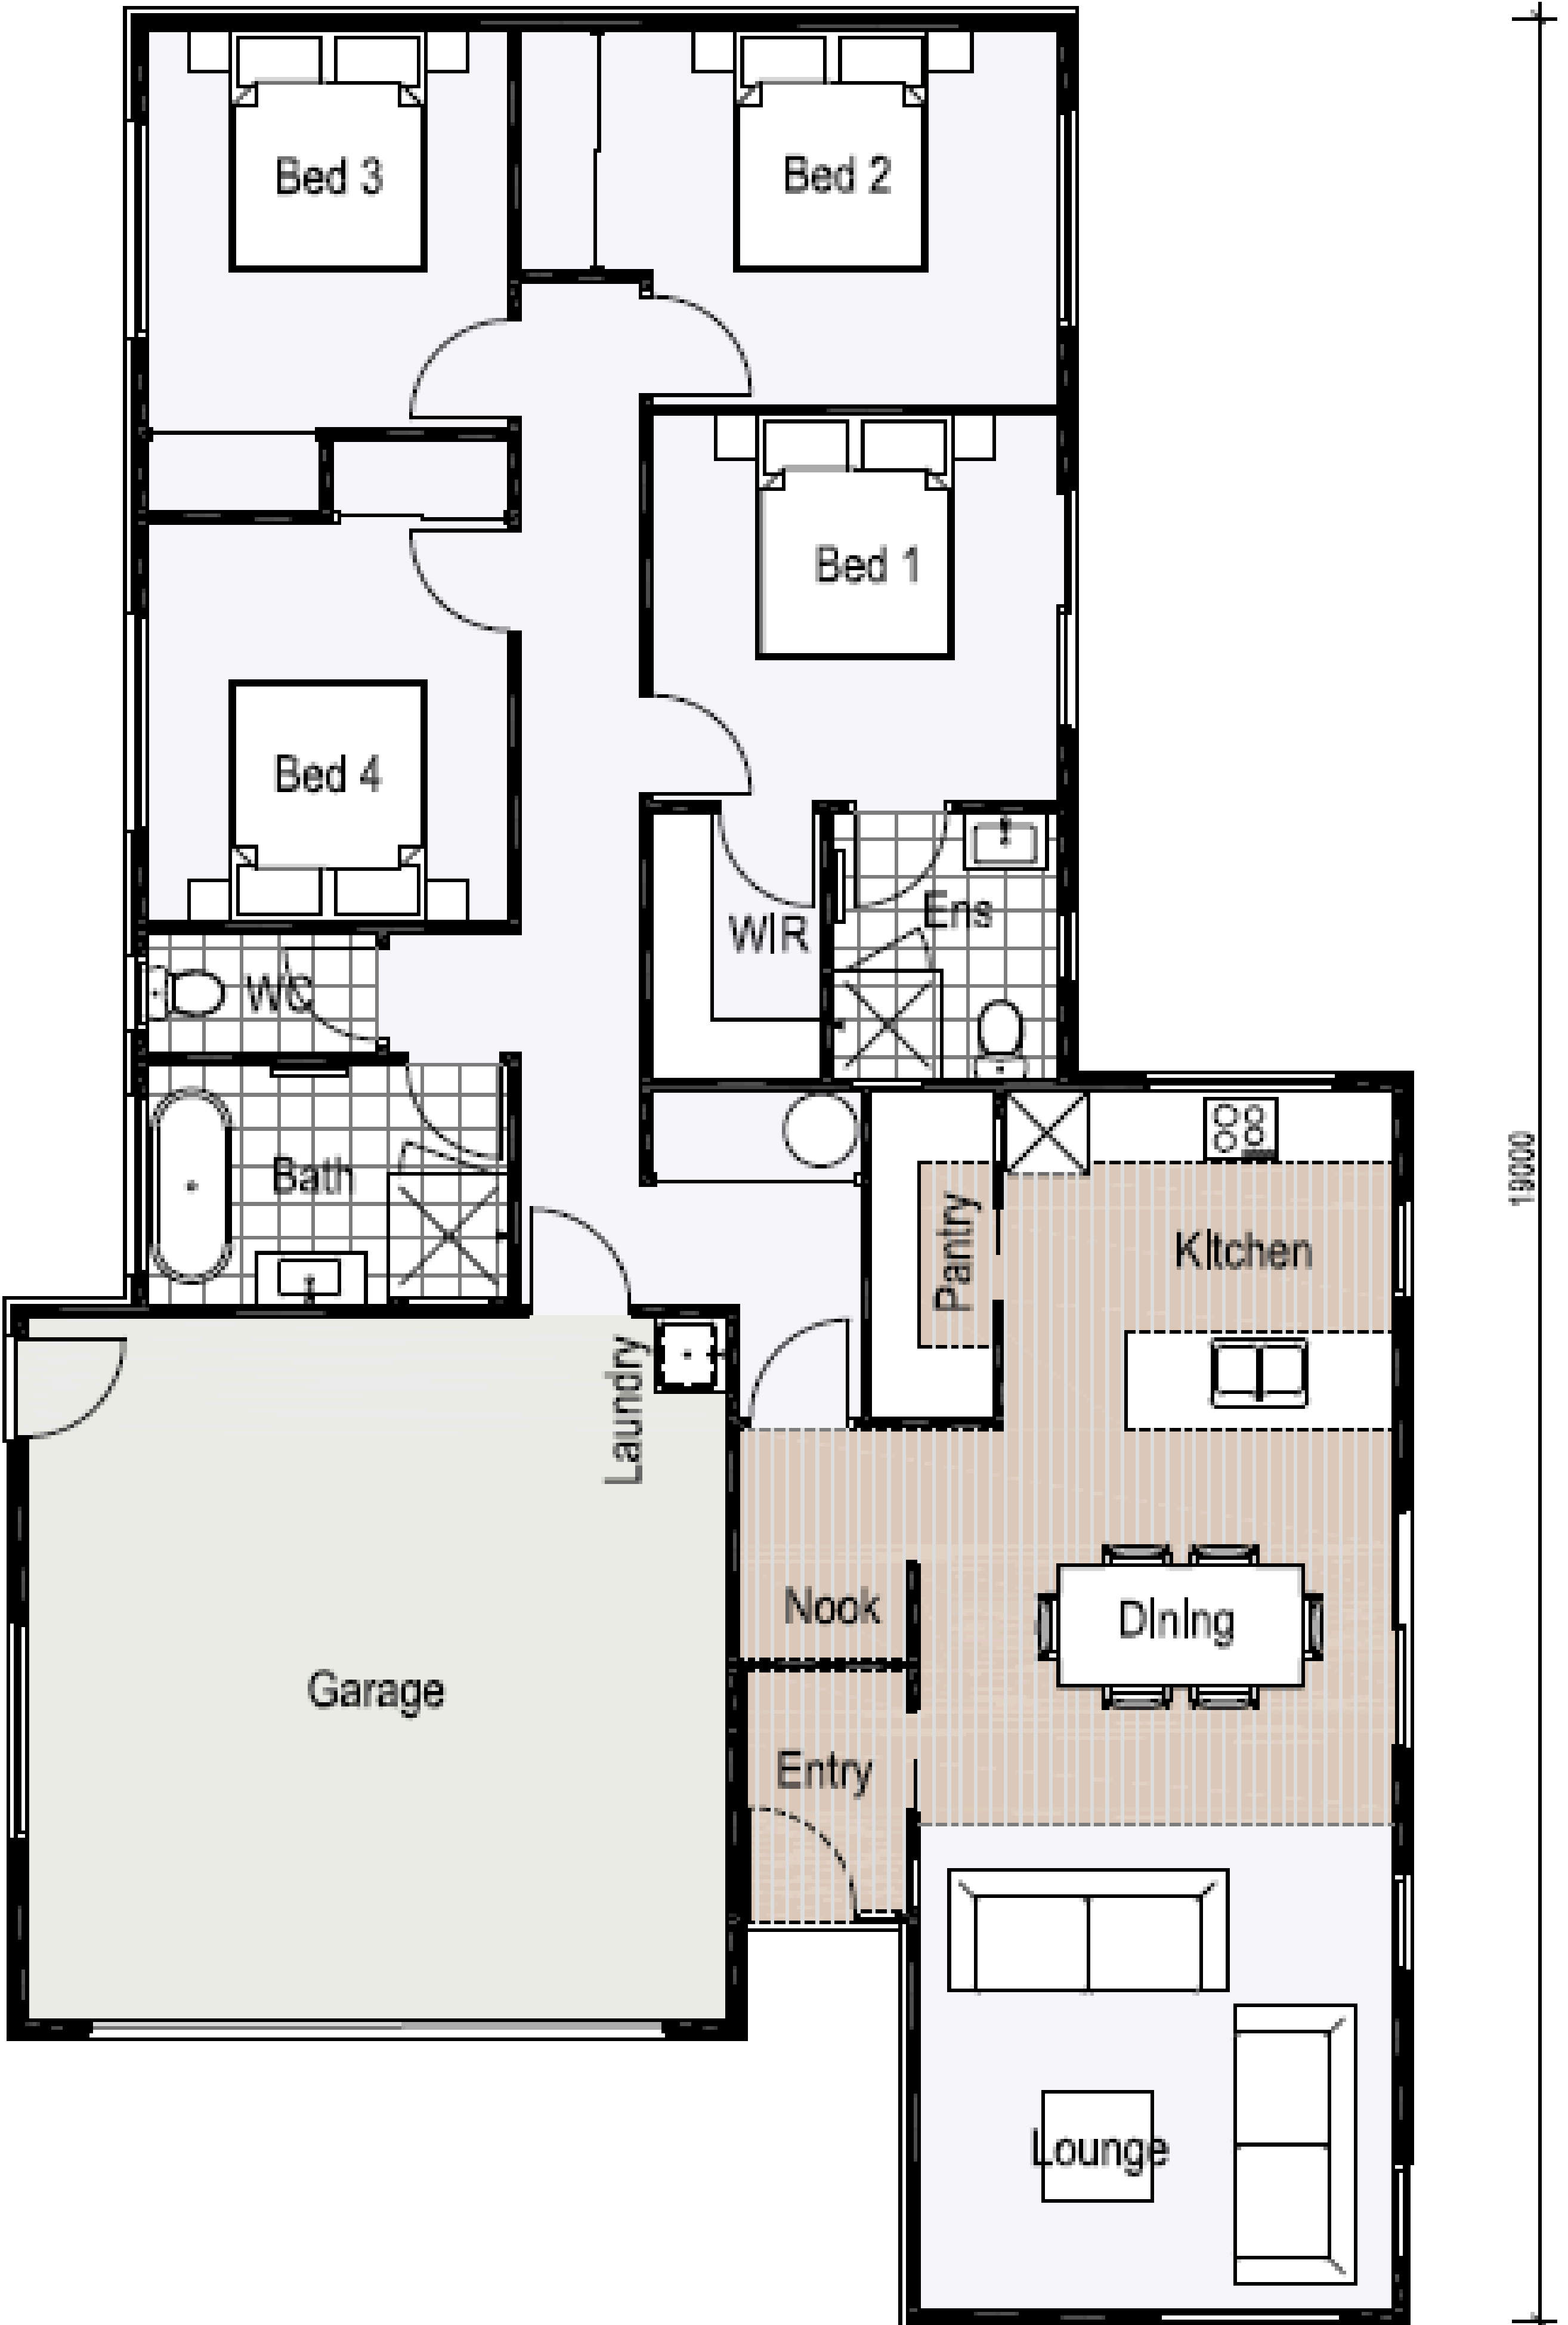 Bed 3
Bed 2
Bed 1
Bed 4
WIR
Ens
WC
Bath
Pantry
Kitchen
19000
Laundry
Nook
Dining
Garage
Entry
Lounge